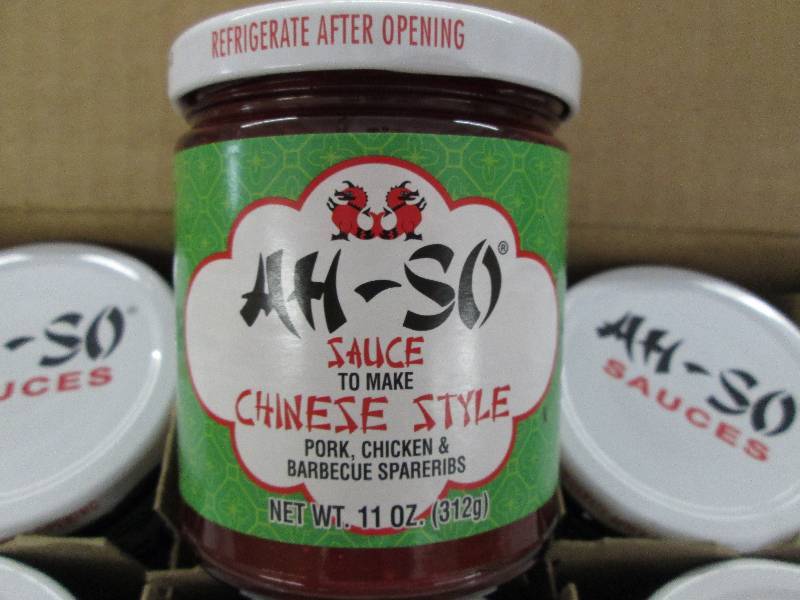 REFRIGERATE AFTER OPENING
AH-SO®
SAUCE
TO MAKE
CHINESE STYLE
PORK, CHICKEN &
BARBECUE SPARERIBS
NET WT. 11 OZ. (312g)
-SO
UCES
AH-SO
SAUCES